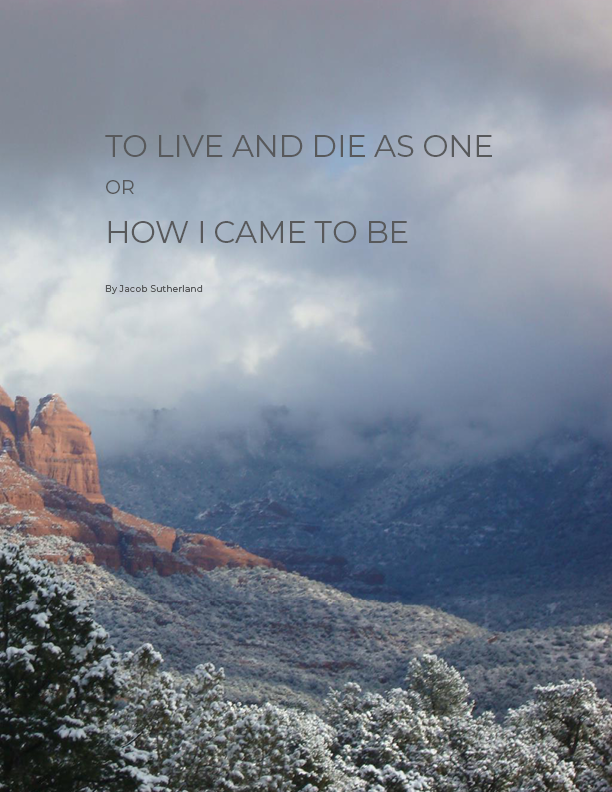 TO LIVE AND DIE AS ONE
OR
HOW I CAME TO BE
By Jacob Sutherland